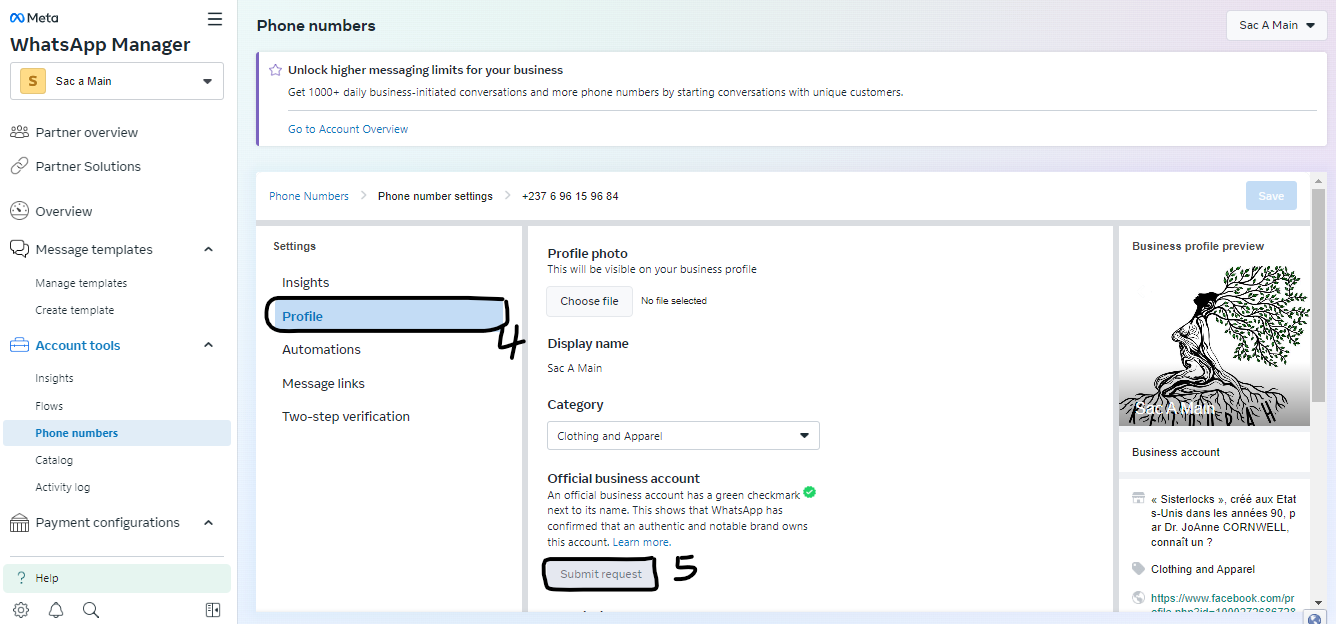 Meta
WhatsApp Manager
S Sac a Main
Partner overview
Partner Solutions
Overview
Message templates
Manage templates
Create template
Account tools
Insights
Flows
Phone numbers
Catalog
Activity log
Payment configurations
? Help
Phone numbers
Sac A Main
Unlock higher messaging limits for your business
Get 1000+ daily business-initiated conversations and more phone numbers by starting conversations with unique customers.
Go to Account Overview
Phone Numbers > Phone number settings > +237 6 96 15 96 84
Save
Settings
Insights
Profile
4
Automations
Message links
Two-step verification
Profile photo
This will be visible on your business profile
Choose file No file selected
Display name
Sac A Main
Category
Clothing and Apparel
Official business account
An official business account has a green checkmark
next to its name. This shows that WhatsApp has
confirmed that an authentic and notable brand owns
this account. Learn more.
Submit request
5
Business profile preview
Sac A Main
Business account
« Sisterlocks », créé aux Etat
s-Unis dans les années 90, p
ar Dr. JoAnne CORNWELL,
connaît un ?
Clothing and Apparel
https://www.facebook.com/pr